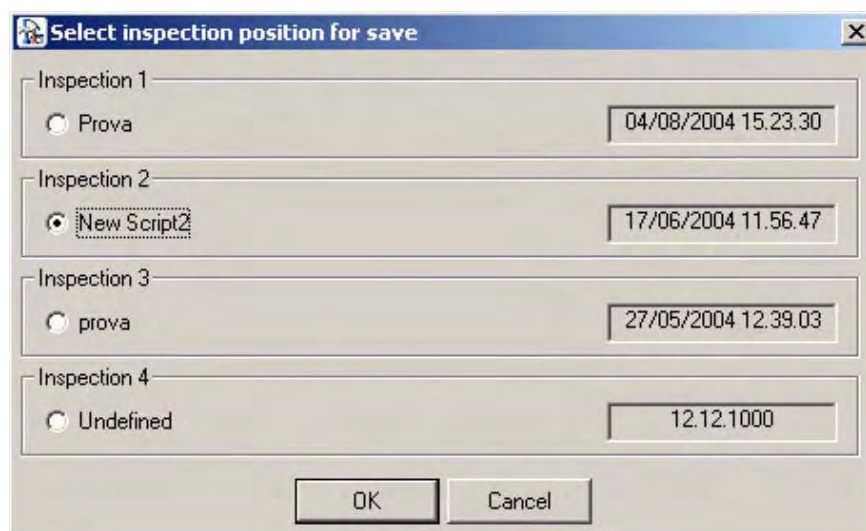 Select inspection position for save
Inspection 1
Prova 04/08/2004 15.23.30
Inspection 2
New Script2 17/06/2004 11.56.47
Inspection 3
prova 27/05/2004 12.39.03
Inspection 4
Undefined 12.12.1000
OK Cancel